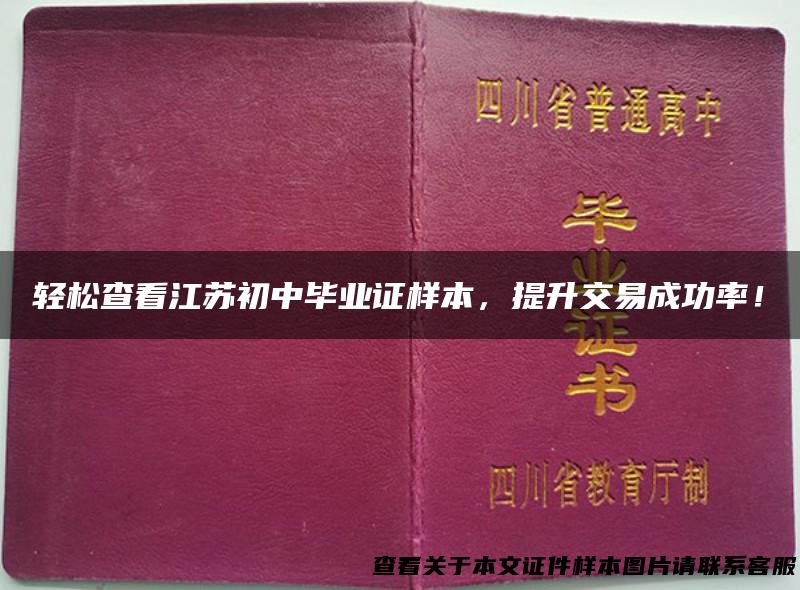 四川省普通高中
毕业证书
轻松查看江苏初中毕业证样本，提升交易成功率！
四川省教育厅制
查看关于本文证件样本图片请联系客服